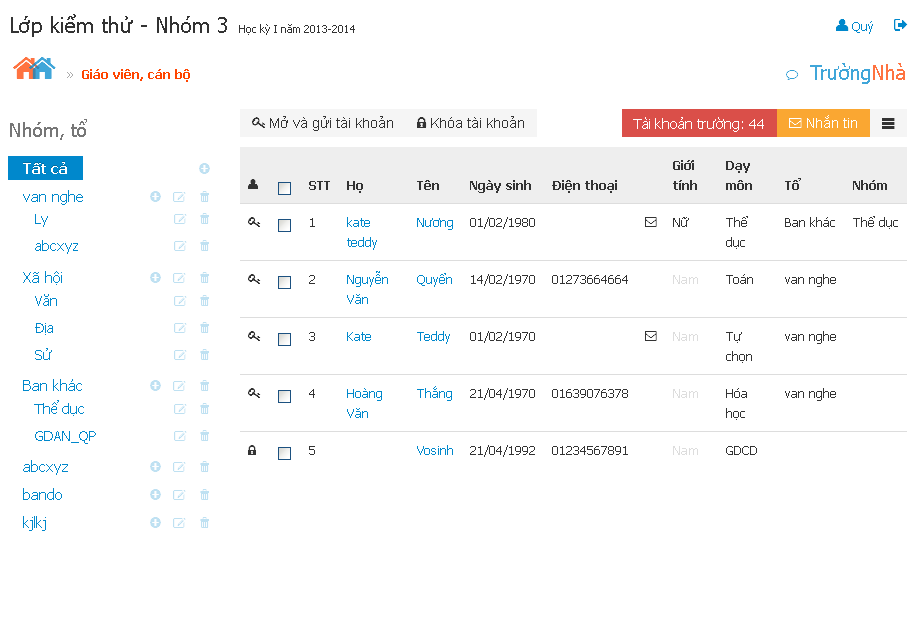 Lớp kiểm thử - Nhóm 3 Học kỳ I năm 2013-2014
Quý
» Giáo viên, cán bộ
TrườngNhà
Nhóm, tổ
Tất cả
van nghe
Ly
abcxyz
Xã hội
Văn
Địa
Sử
Ban khác
Thể dục
GDAN_QP
abcxyz
bando
kjlkj
Mở và gửi tài khoản Khóa tài khoản
Tài khoản trường: 44 Nhắn tin
STT Họ Tên Ngày sinh Điện thoại Giới tính Dạy môn Tổ Nhóm
1 kate teddy Nương 01/02/1980 Nữ Thể dục Ban khác Thể dục
2 Nguyễn Văn Quyển 14/02/1970 01273664664 Nam Toán van nghe
3 Kate Teddy 01/02/1970 Nam Tự chọn van nghe
4 Hoàng Văn Thắng 21/04/1970 01639076378 Nam Hóa học van nghe
5 Vosinh 21/04/1992 01234567891 Nam GDCD